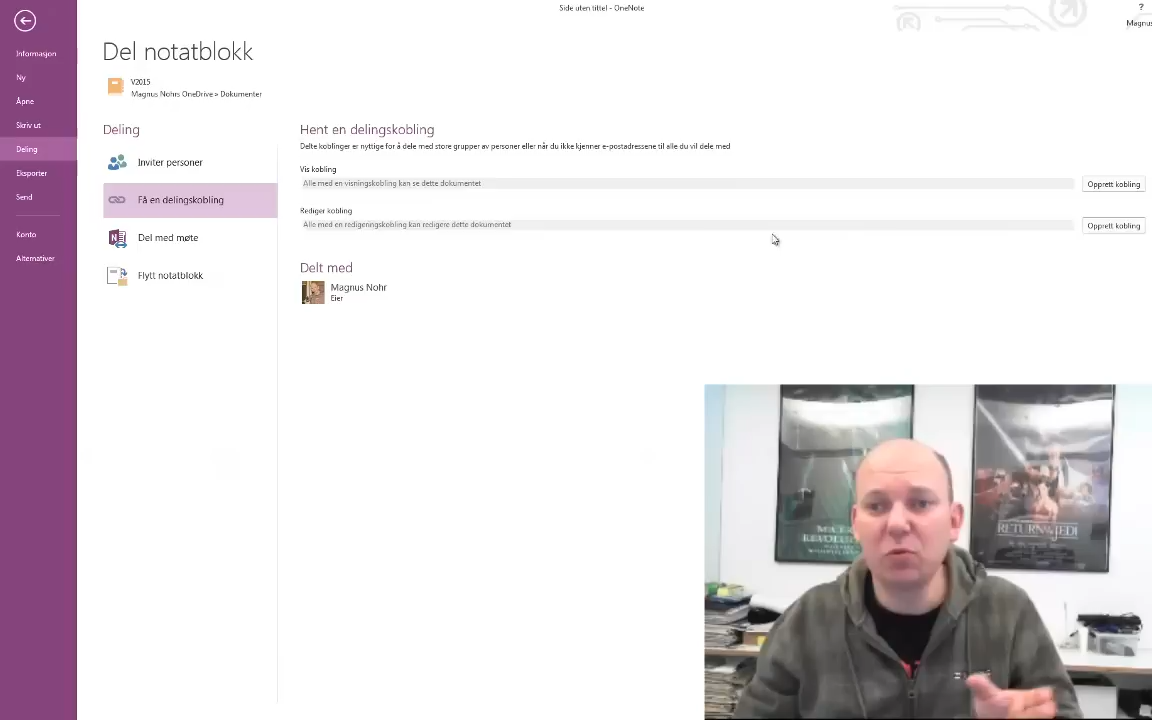 Side uten tittel - OneNote
?
Magnus
Informasjon
Ny
Åpne
Skriv ut
Deling
Eksporter
Send
Konto
Alternativer
Del notatblokk
V2015
Magnus Nohrs OneDrive » Dokumenter
Deling
Inviter personer
Få en delingskobling
Del med møte
Flytt notatblokk
Hent en delingskobling
Delte koblinger er nyttige for å dele med store grupper av personer eller når du ikke kjenner e-postadressene til alle du vil dele med
Vis kobling
Alle med en visningskobling kan se dette dokumentet
Opprett kobling
Rediger kobling
Alle med en redigeringskobling kan redigere dette dokumentet
Opprett kobling
Delt med
Magnus Nohr
Eier
RETURN OF THE JEDI